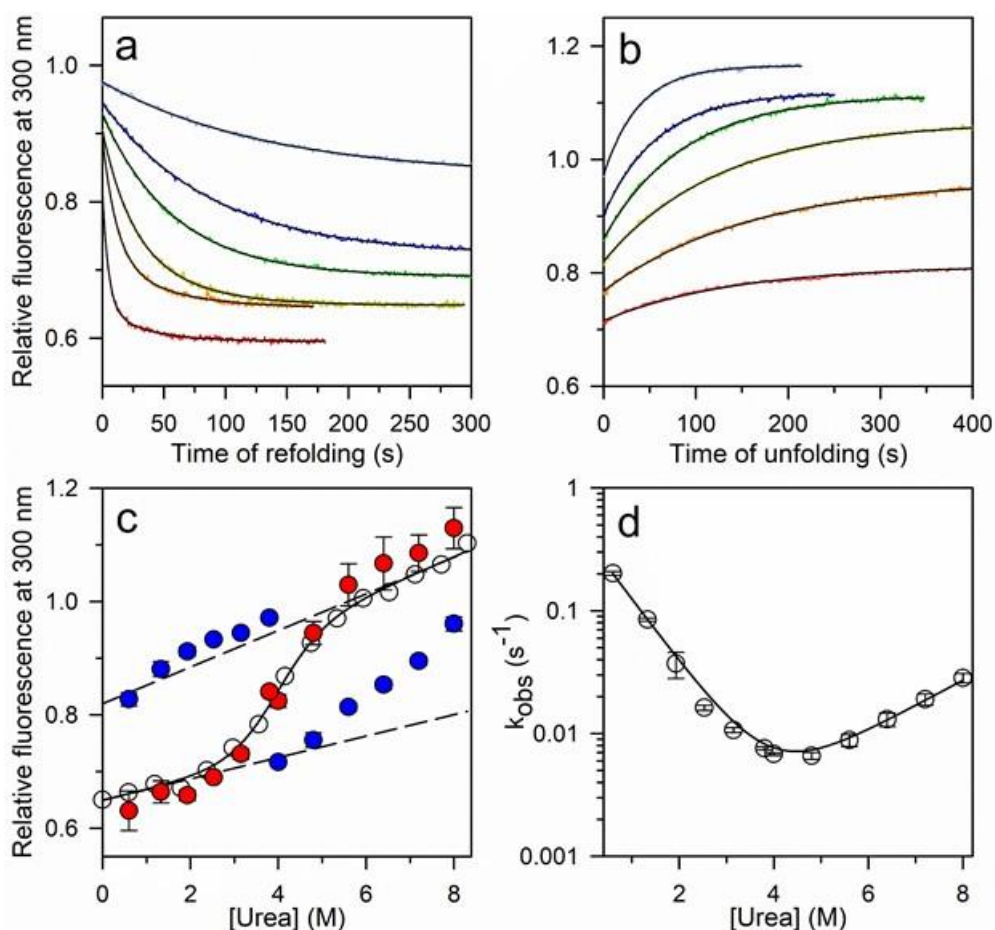 a
1.0
0.8
0.6
0 50 100 150 200 250 300
Time of refolding (s)
Relative fluorescence at 300 nm
b
1.2
1.0
0.8
0.6
0 100 200 300 400
Time of unfolding (s)
c
1.2
1.0
0.8
0.6
0 2 4 6 8
[Urea] (M)
Relative fluorescence at 300 nm
d
1
0.1
0.01
0.001
2 4 6 8
[Urea] (M)
kobs (s-1)